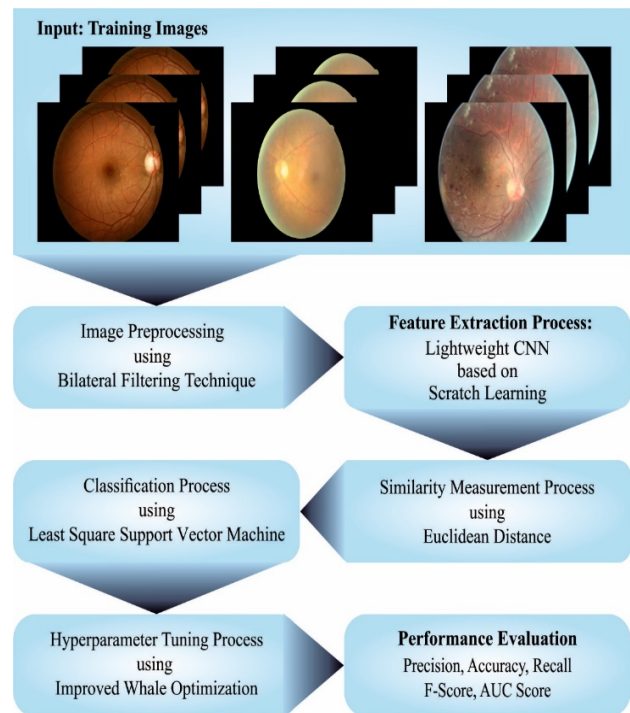 Input: Training Images
Image Preprocessing
using
Bilateral Filtering Technique
Feature Extraction Process:
Lightweight CNN
based on
Scratch Learning
Similarity Measurement Process
using
Euclidean Distance
Classification Process
using
Least Square Support Vector Machine
Hyperparameter Tuning Process
using
Improved Whale Optimization
Performance Evaluation
Precision, Accuracy, Recall
F-Score, AUC Score